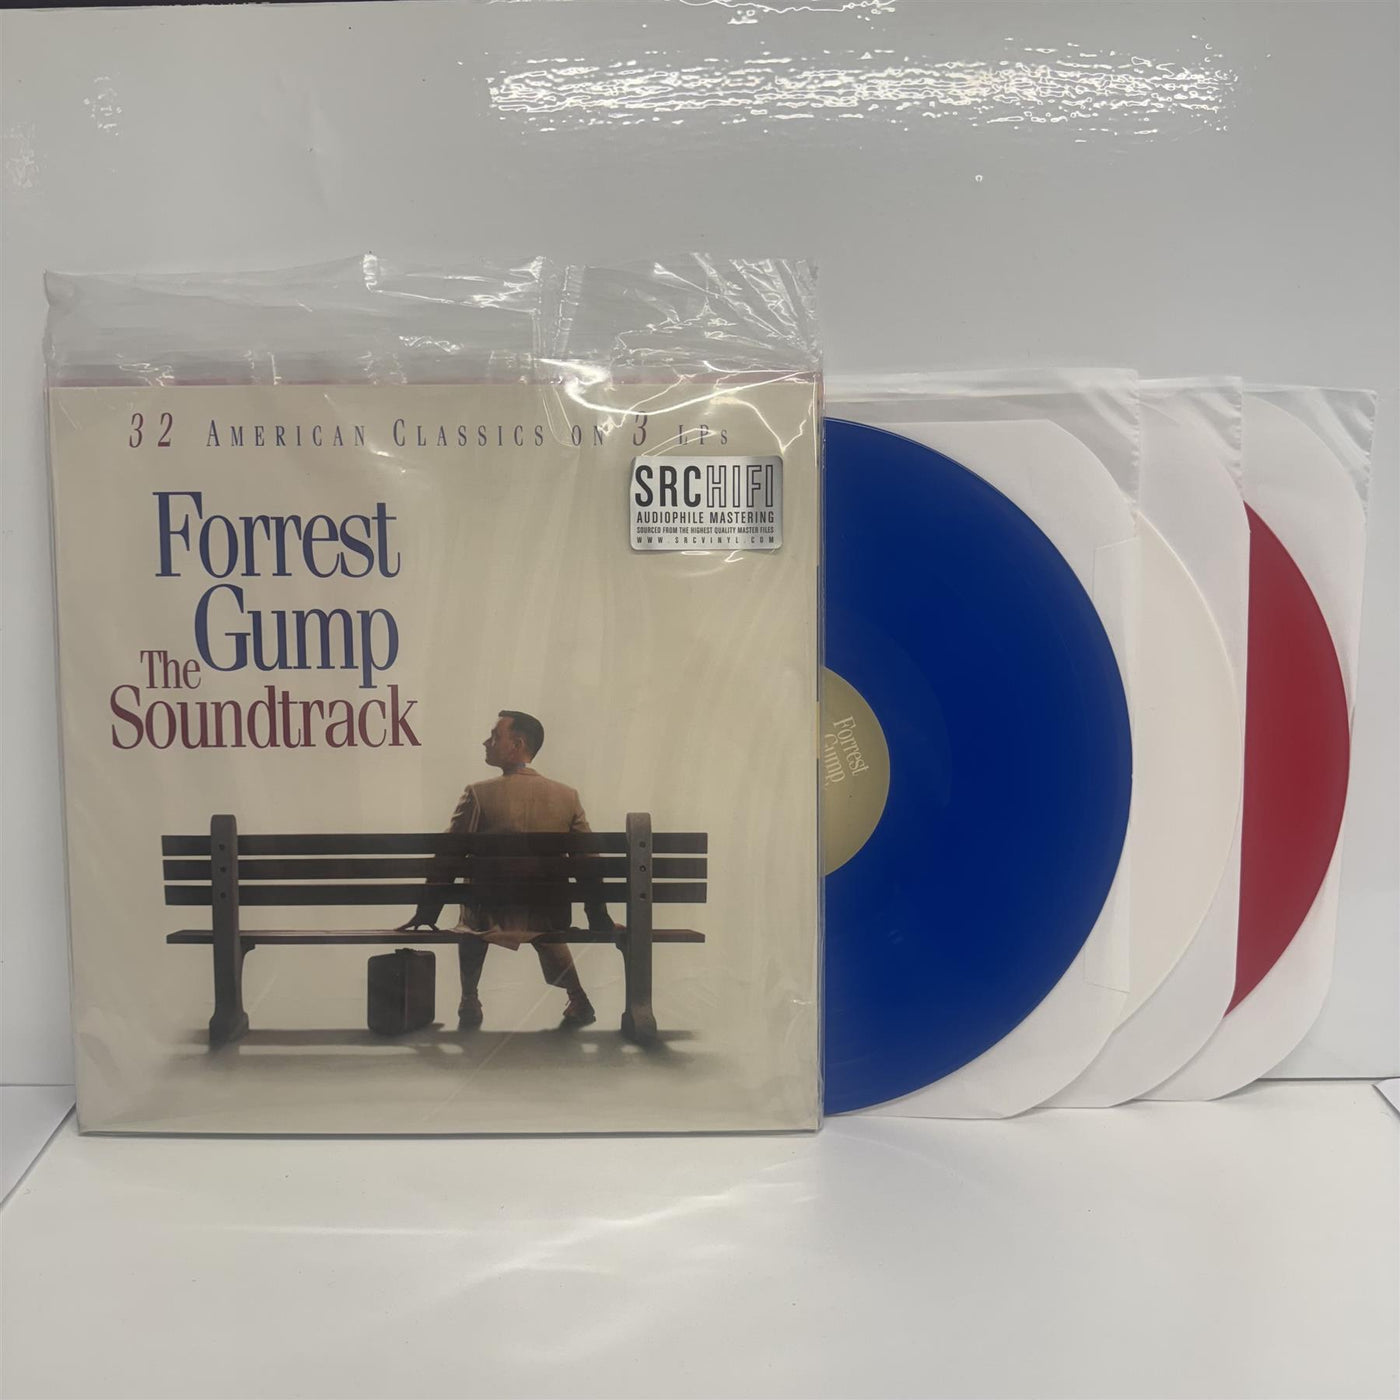 32 American Classics on 3 LPs
SRCHIFI
AUDIOPHILE MASTERING
SOURCED FROM THE HIGHEST QUALITY MASTER FILES
WWW.SRCVINYL.COM
Forrest
Gump
The
Soundtrack
Forrest
Gump